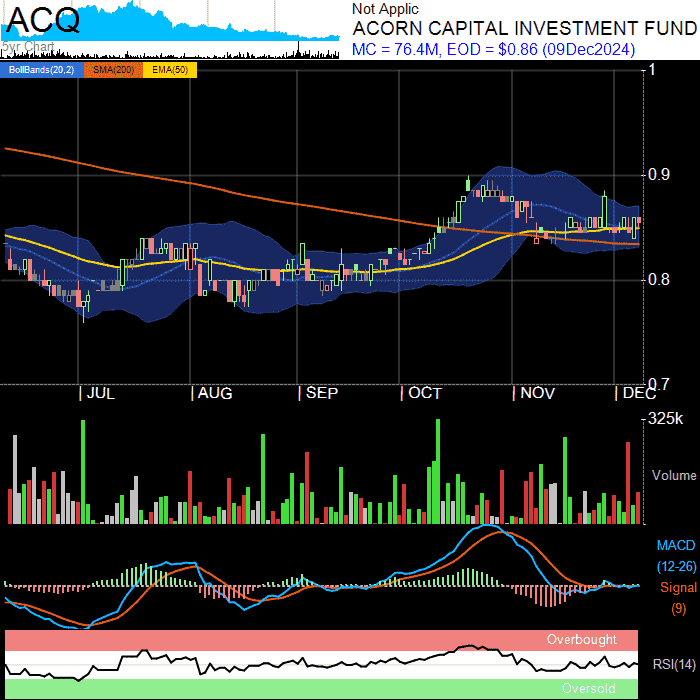 ACQ
5yr Chart
Not Applic
ACORN CAPITAL INVESTMENT FUND
MC = 76.4M, EOD = $0.86 (09Dec2024)
BollBands(20,2) SMA(200) EMA(50)
1
0.9
0.8
0.7
JUL AUG SEP OCT NOV DEC
325k
Volume
MACD
(12-26)
Signal
(9)
Overbought
RSI(14)
Oversold